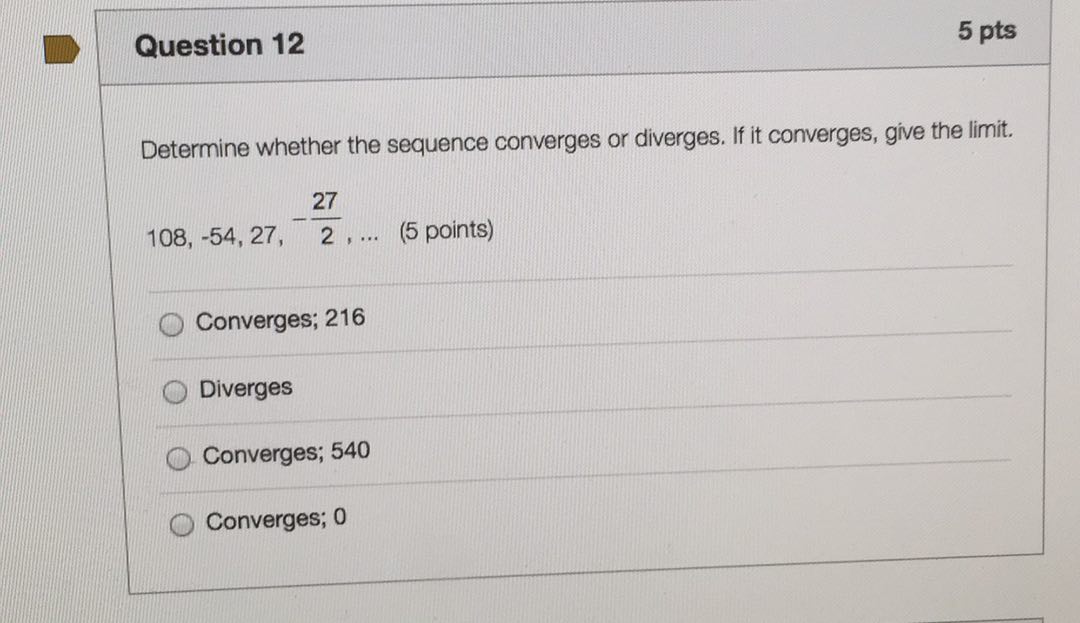 Question 12
5 pts
Determine whether the sequence converges or diverges. If it converges, give the limit.
108, -54, 27, -27/2, ... (5 points)
Converges; 216
Diverges
Converges; 540
Converges; 0